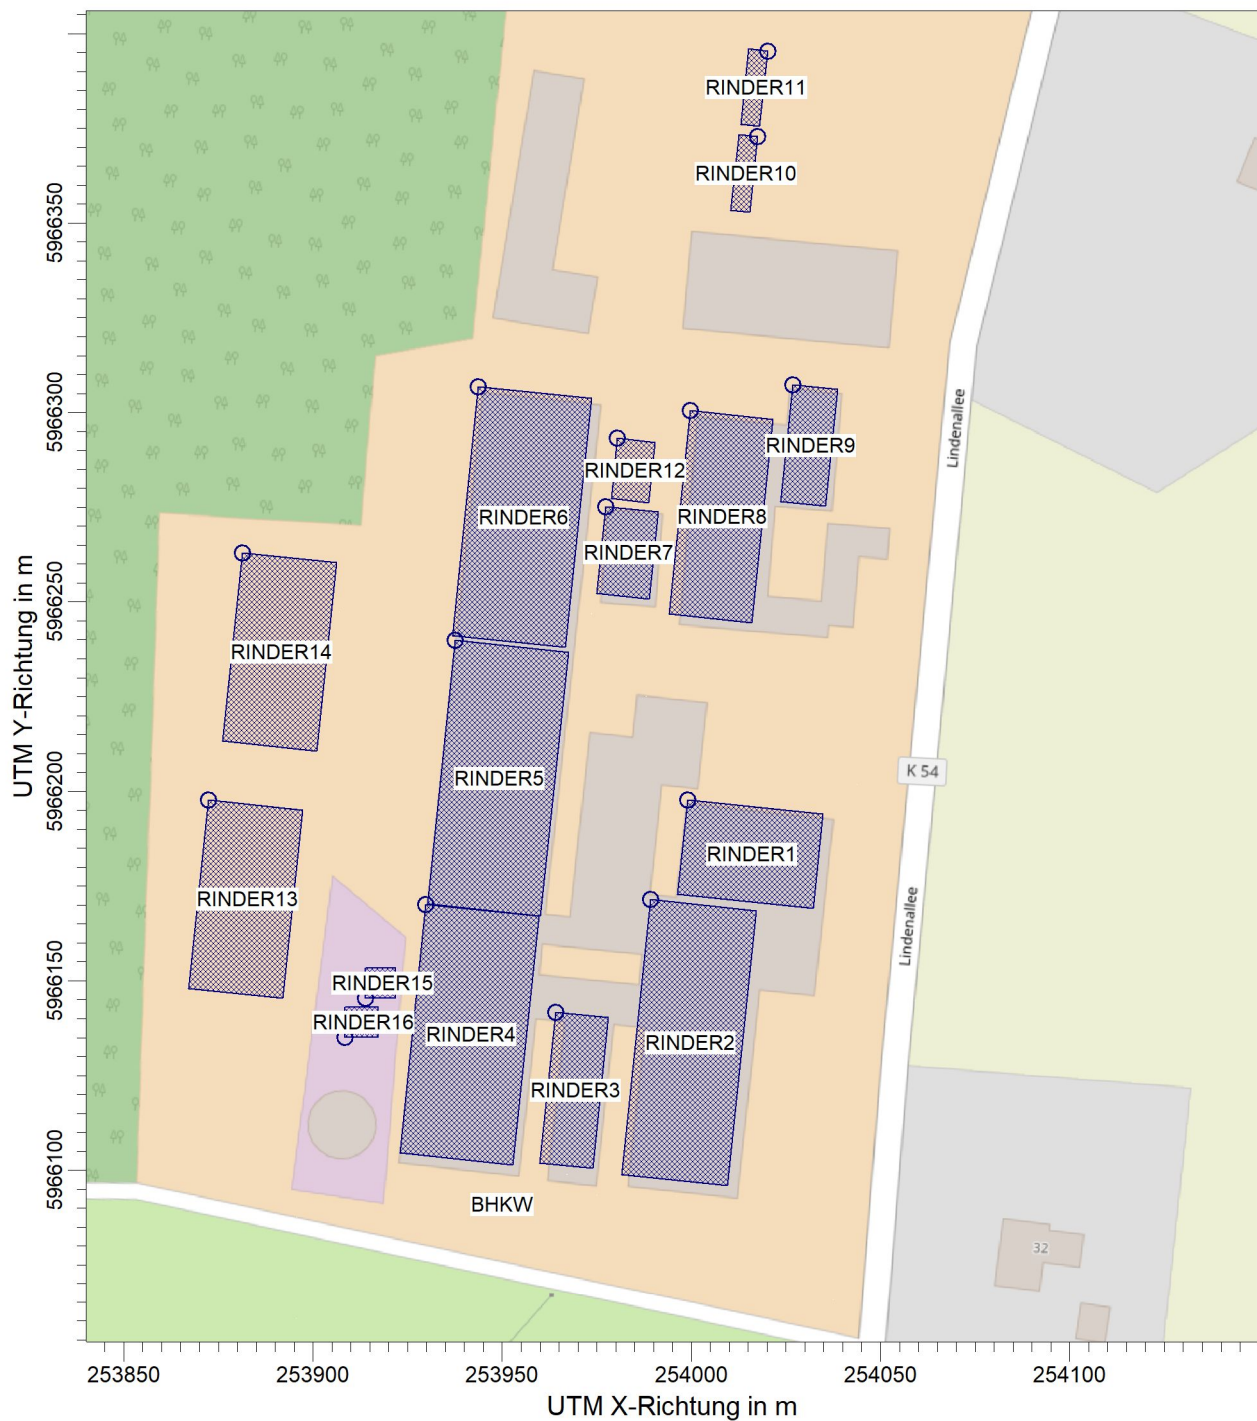 RINDER11
RINDER10
5966350
Lindenallee
5966300
RINDER9
RINDER12
RINDER6
RINDER8
RINDER7
5966250
RINDER14
UTM Y-Richtung in m
K 54
RINDER5
5966200
RINDER1
RINDER13
Lindenallee
5966150
RINDER15
RINDER16
RINDER4
RINDER2
RINDER3
5966100
BHKW
32
253850
253900
253950
254000
254050
254100
UTM X-Richtung in m